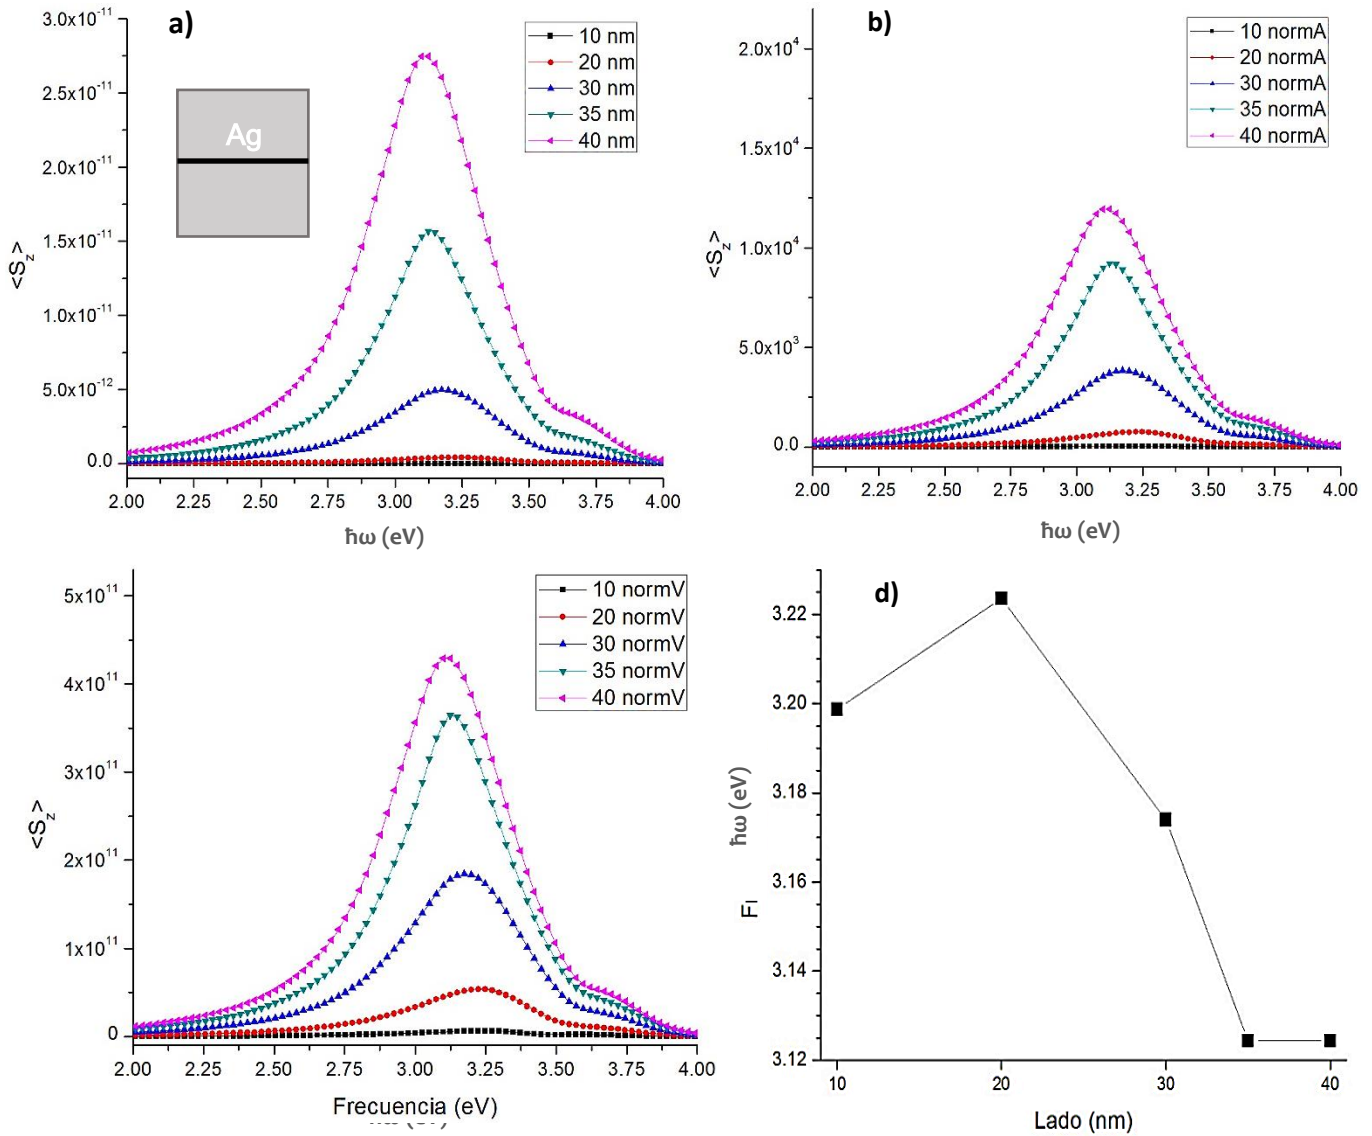 a)
3.0x10⁻¹¹
2.5x10⁻¹¹
2.0x10⁻¹¹
1.5x10⁻¹¹
1.0x10⁻¹¹
5.0x10⁻¹²
0.0
<S_z>
Ag
10 nm
20 nm
30 nm
35 nm
40 nm
2.00 2.25 2.50 2.75 3.00 3.25 3.50 3.75 4.00
ħω (eV)
b)
2.0x10⁴
1.5x10⁴
1.0x10⁴
5.0x10³
0.0
<S_z>
10 normA
20 normA
30 normA
35 normA
40 normA
2.00 2.25 2.50 2.75 3.00 3.25 3.50 3.75 4.00
ħω (eV)
5x10¹¹
4x10¹¹
3x10¹¹
2x10¹¹
1x10¹¹
0
<S_z>
10 normV
20 normV
30 normV
35 normV
40 normV
2.00 2.25 2.50 2.75 3.00 3.25 3.50 3.75 4.00
Frecuencia (eV)
d)
3.22
3.20
3.18
3.16
3.14
3.12
ħω (eV)
10 20 30 40
Lado (nm)